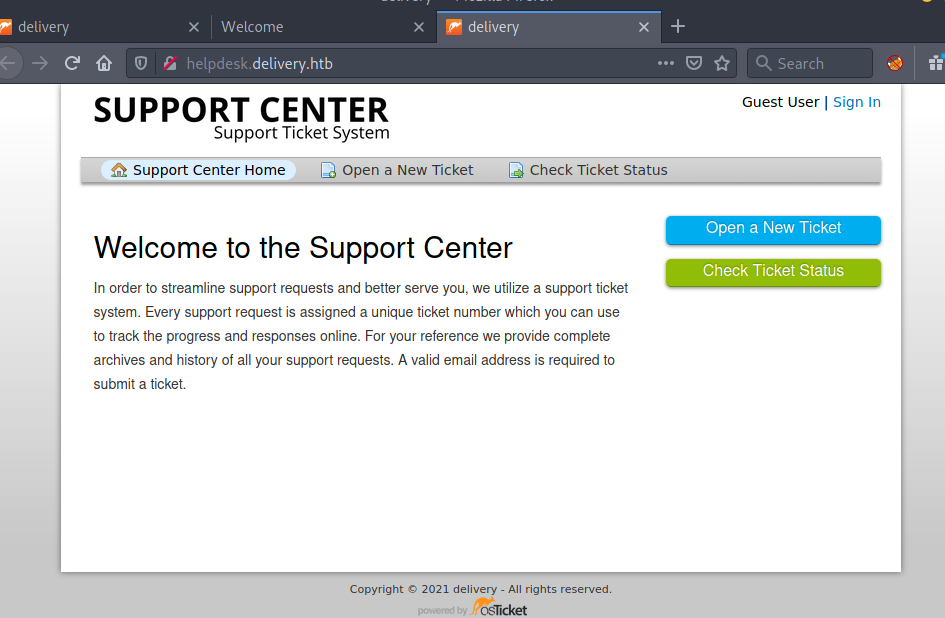 delivery
Welcome
delivery
helpdesk.delivery.htb
Search
SUPPORT CENTER
Support Ticket System
Guest User | Sign In
Support Center Home
Open a New Ticket
Check Ticket Status
Open a New Ticket
Check Ticket Status
Welcome to the Support Center
In order to streamline support requests and better serve you, we utilize a support ticket
system. Every support request is assigned a unique ticket number which you can use
to track the progress and responses online. For your reference we provide complete
archives and history of all your support requests. A valid email address is required to
submit a ticket.
Copyright © 2021 delivery - All rights reserved.
powered by osTicket